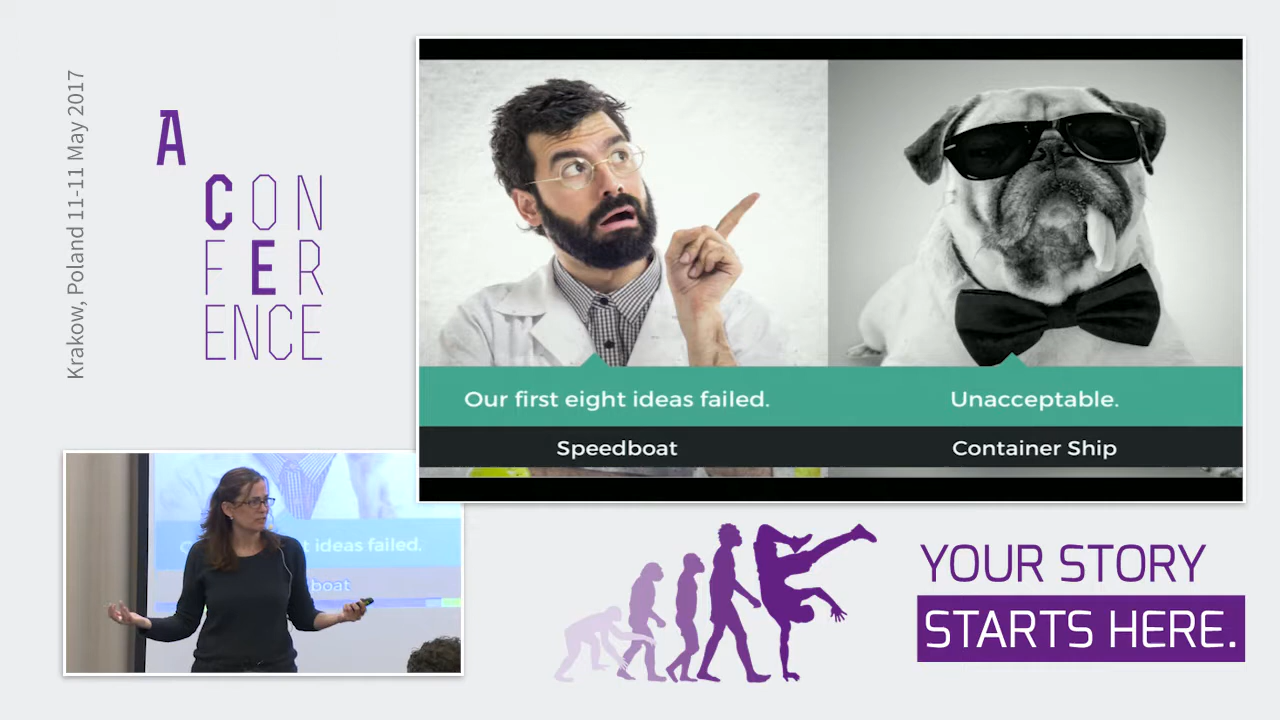 Krakow, Poland 11-11 May 2017
A
CON
FER
ENCE
Our first eight ideas failed.
Unacceptable.
Speedboat
Container Ship
t ideas failed.
boat
YOUR STORY
STARTS HERE.